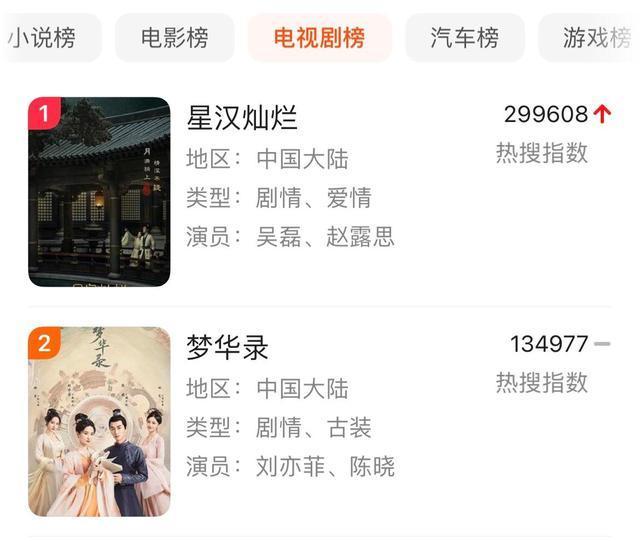 小说榜
电影榜
电视剧榜
汽车榜
游戏榜
1
星汉灿烂
299608
地区：中国大陆
热搜指数
类型：剧情、爱情
演员：吴磊、赵露思
2
梦华录
梦华录
134977
地区：中国大陆
热搜指数
类型：剧情、古装
演员：刘亦菲、陈晓